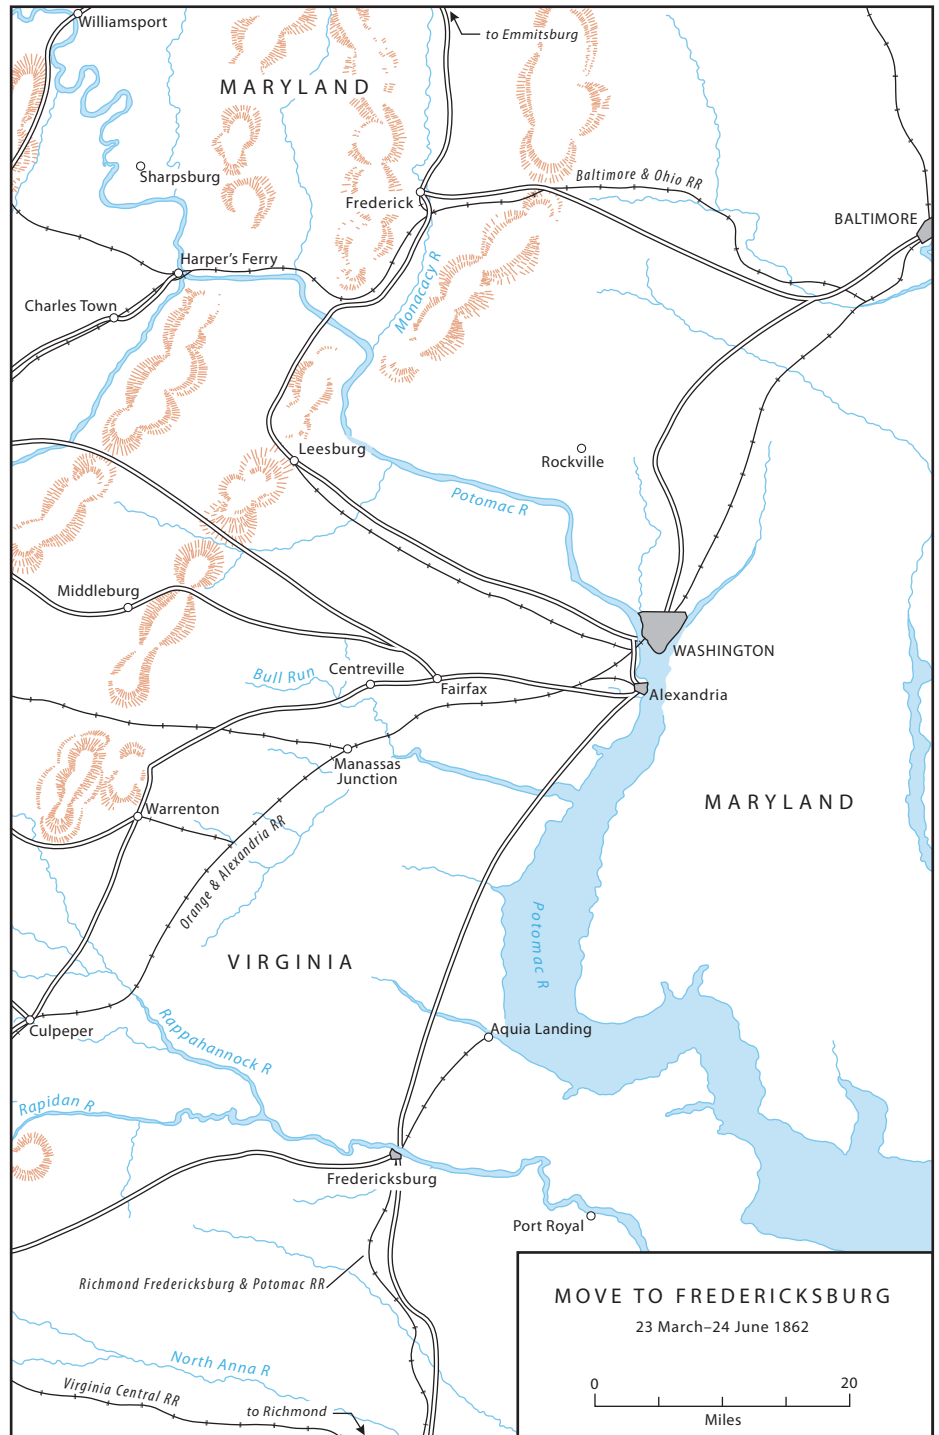 Williamsport
to Emmitsburg
MARYLAND
Sharpsburg
Baltimore & Ohio RR
Frederick
BALTIMORE
Harper's Ferry
Monacacy R
Charles Town
Leesburg
Rockville
Potomac R
Middleburg
WASHINGTON
Centreville
Bull Run
Fairfax
Alexandria
Manassas
Junction
MARYLAND
Warrenton
Orange & Alexandria RR
Potomac R
VIRGINIA
Aquia Landing
Culpeper
Rappahannock R
Rapidan R
Fredericksburg
Port Royal
Richmond Fredericksburg & Potomac RR
MOVE TO FREDERICKSBURG
23 March–24 June 1862
North Anna R
Virginia Central RR
to Richmond
0 20
Miles